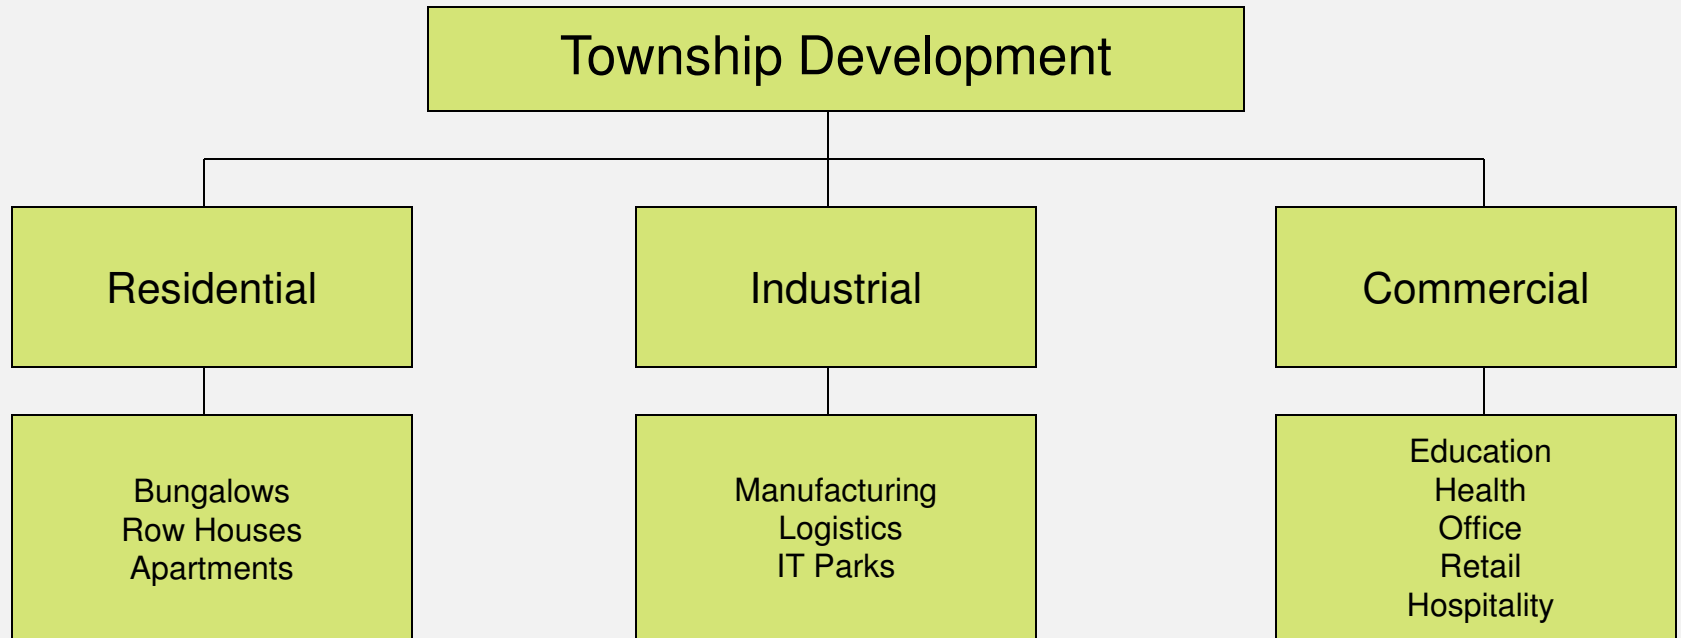 Township Development
Residential
Industrial
Commercial
Bungalows
Row Houses
Apartments
Manufacturing
Logistics
IT Parks
Education
Health
Office
Retail
Hospitality